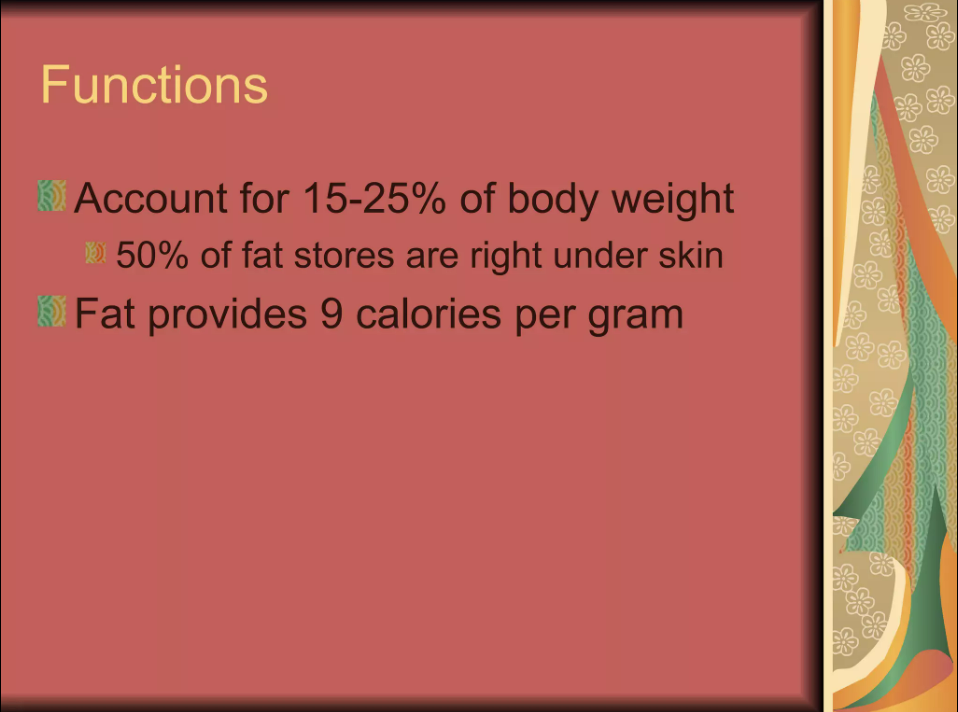 Functions
Account for 15-25% of body weight
50% of fat stores are right under skin
Fat provides 9 calories per gram